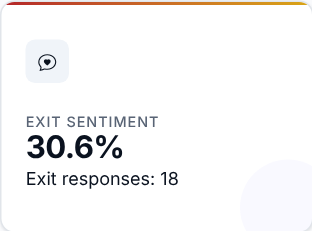 EXIT SENTIMENT
30.6%
Exit responses: 18